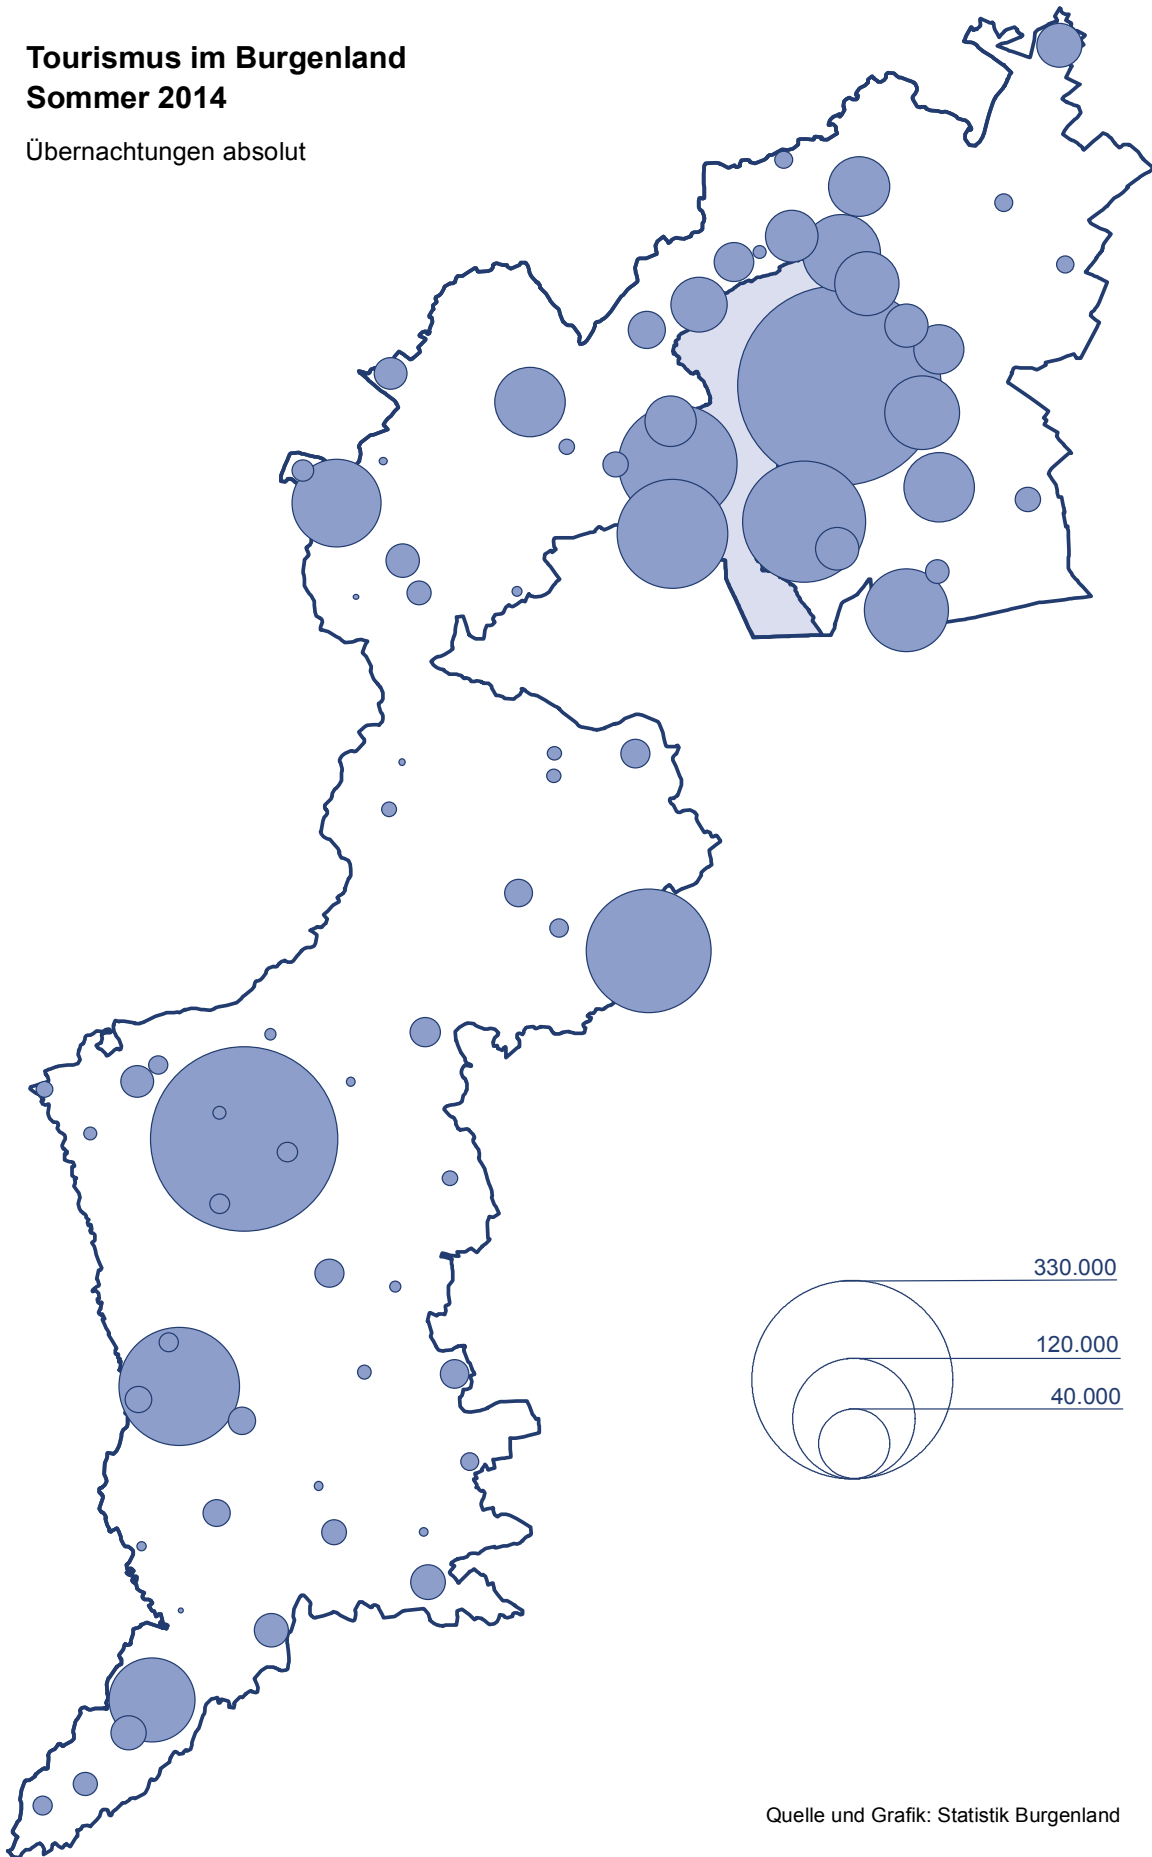 Tourismus im Burgenland
Sommer 2014
Übernachtungen absolut
330.000
120.000
40.000
Quelle und Grafik: Statistik Burgenland